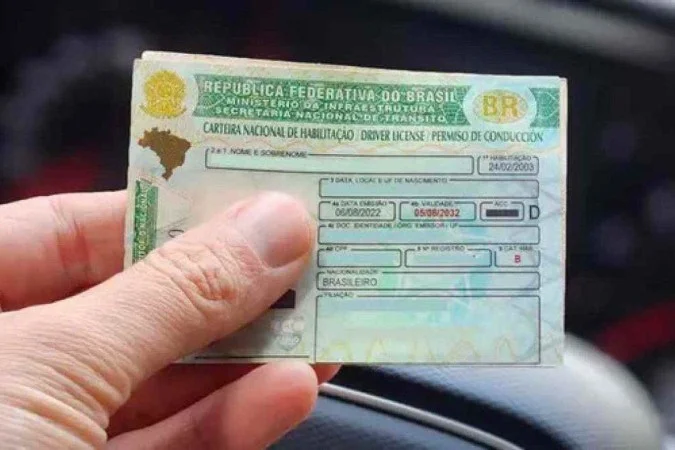 REPÚBLICA FEDERATIVA DO BRASIL
MINISTÉRIO DA INFRAESTRUTURA
SECRETARIA NACIONAL DE TRÂNSITO
BR
CARTEIRA NACIONAL DE HABILITAÇÃO / DRIVER LICENSE / PERMISO DE CONDUCCIÓN
2 e 1 NOME E SOBRENOME
1ª HABILITAÇÃO
24/02/2003
3 DATA, LOCAL E UF DE NASCIMENTO
4a DATA EMISSÃO
06/08/2022
4b VALIDADE
05/08/2032
ACC
D
4c DOC. IDENTIDADE / ÓRG. EMISSOR / UF
4d CPF
5 Nº REGISTRO
9 CAT. HAB.
B
NACIONALIDADE
BRASILEIRO
FILIAÇÃO